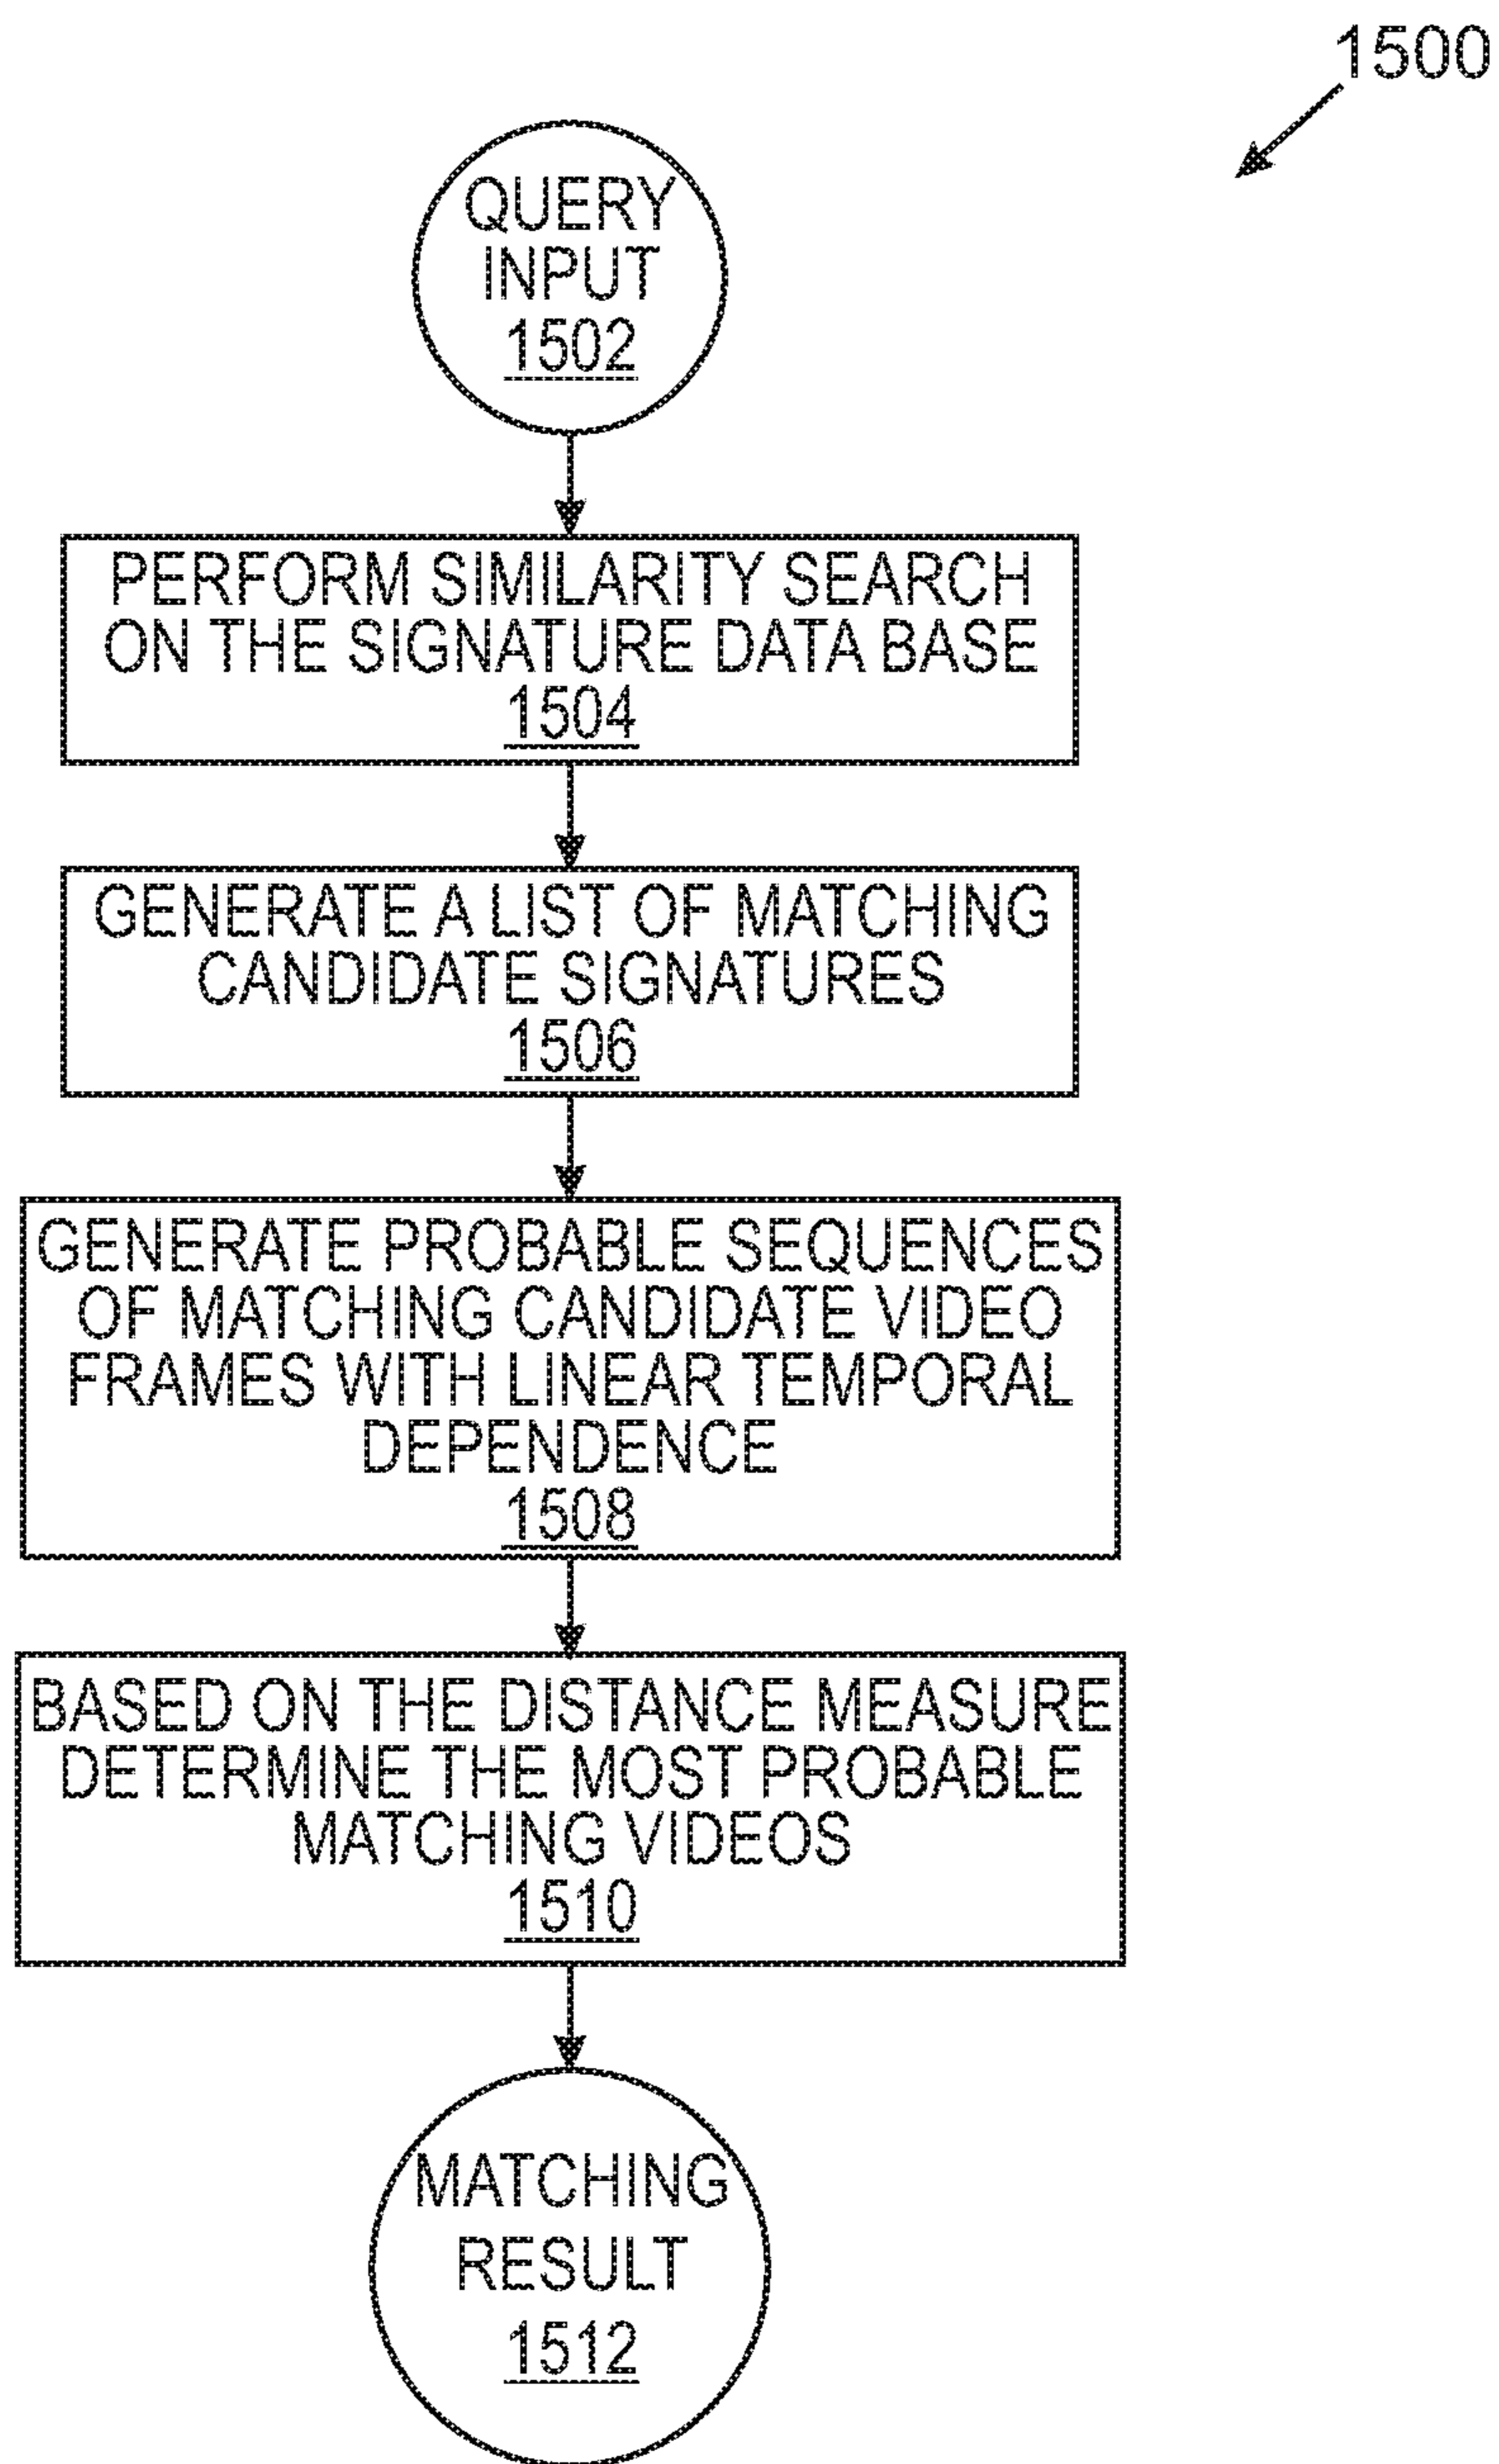 1500
QUERY
INPUT
1502
PERFORM SIMILARITY SEARCH
ON THE SIGNATURE DATA BASE
1504
GENERATE A LIST OF MATCHING
CANDIDATE SIGNATURES
1506
GENERATE PROBABLE SEQUENCES
OF MATCHING CANDIDATE VIDEO
FRAMES WITH LINEAR TEMPORAL
DEPENDENCE
1508
BASED ON THE DISTANCE MEASURE
DETERMINE THE MOST PROBABLE
MATCHING VIDEOS
1510
MATCHING
RESULT
1512